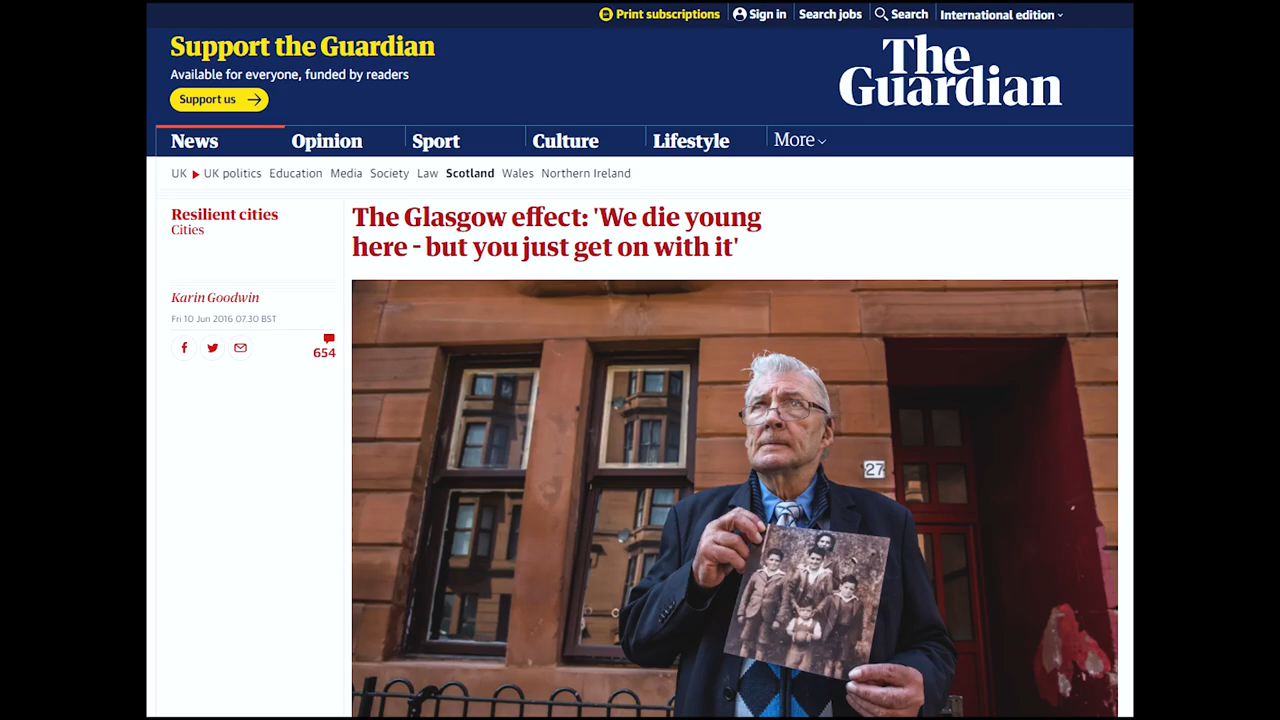 Print subscriptions
Sign in
Search jobs
Search
International edition
Support the Guardian
Available for everyone, funded by readers
Support us
The
Guardian
News
Opinion
Sport
Culture
Lifestyle
More
UK
UK politics
Education
Media
Society
Law
Scotland
Wales
Northern Ireland
Resilient cities
Cities
The Glasgow effect: 'We die young
here - but you just get on with it'
Karin Goodwin
Fri 10 Jun 2016 07.30 BST
654
27